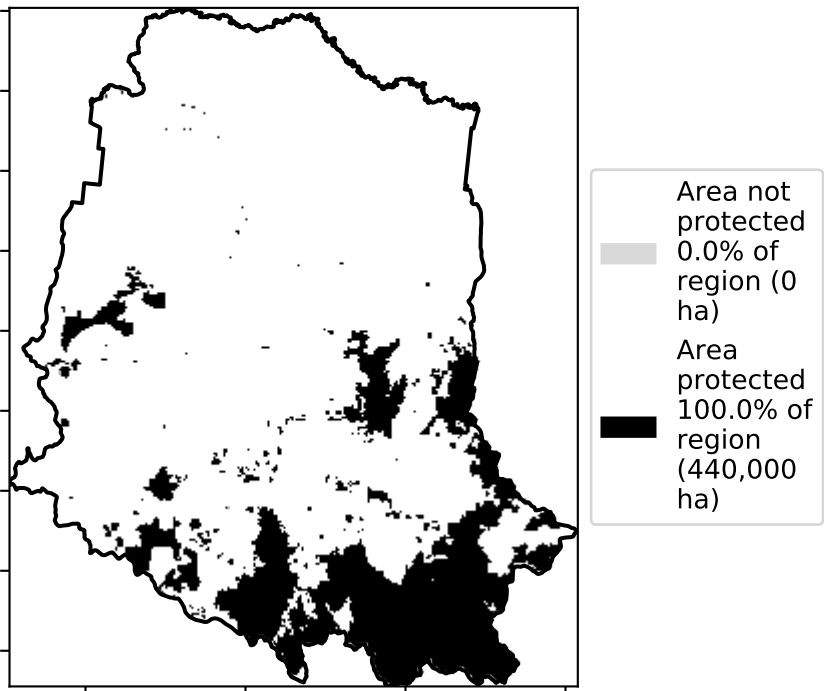 Area not
protected
0.0% of
region (0
ha)
Area
protected
100.0% of
region
(440,000
ha)